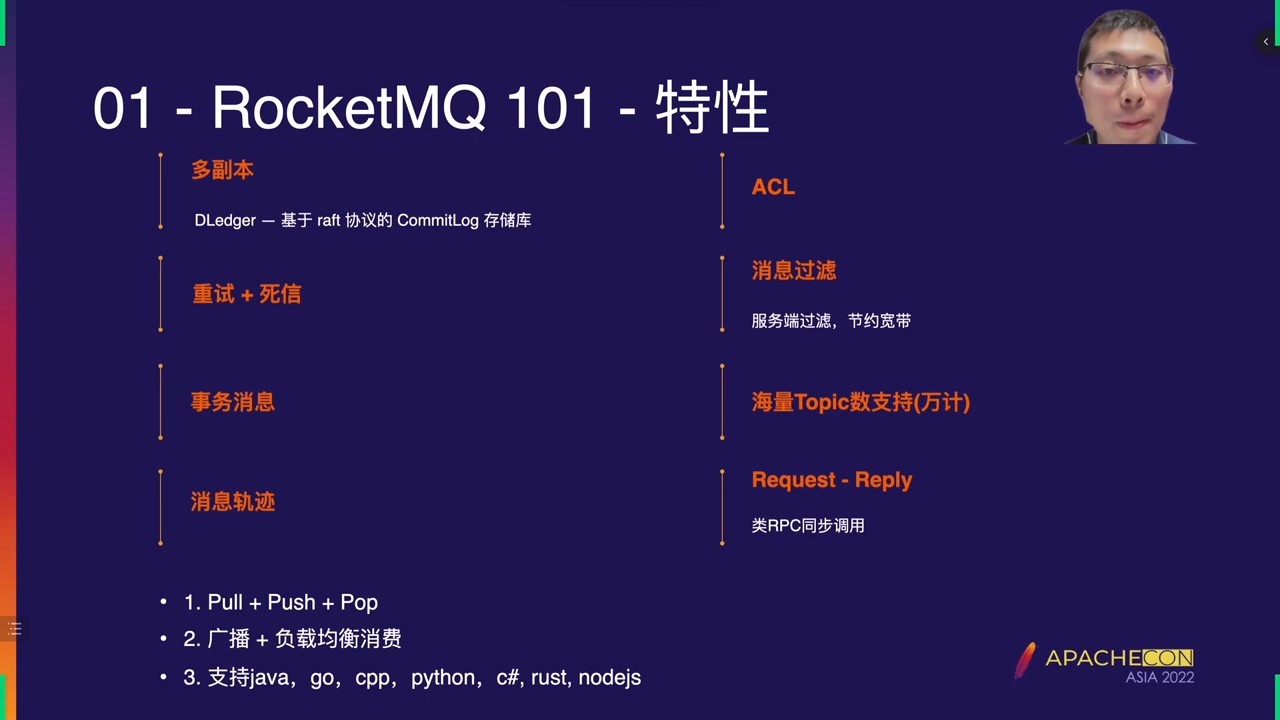 01 - RocketMQ 101 - 特性
多副本
DLedger — 基于 raft 协议的 CommitLog 存储库
重试 + 死信
事务消息
消息轨迹
ACL
消息过滤
服务端过滤，节约宽带
海量Topic数支持(万计)
Request - Reply
类RPC同步调用
• 1. Pull + Push + Pop
• 2. 广播 + 负载均衡消费
• 3. 支持java，go，cpp，python，c#, rust, nodejs
APACHECON
ASIA 2022